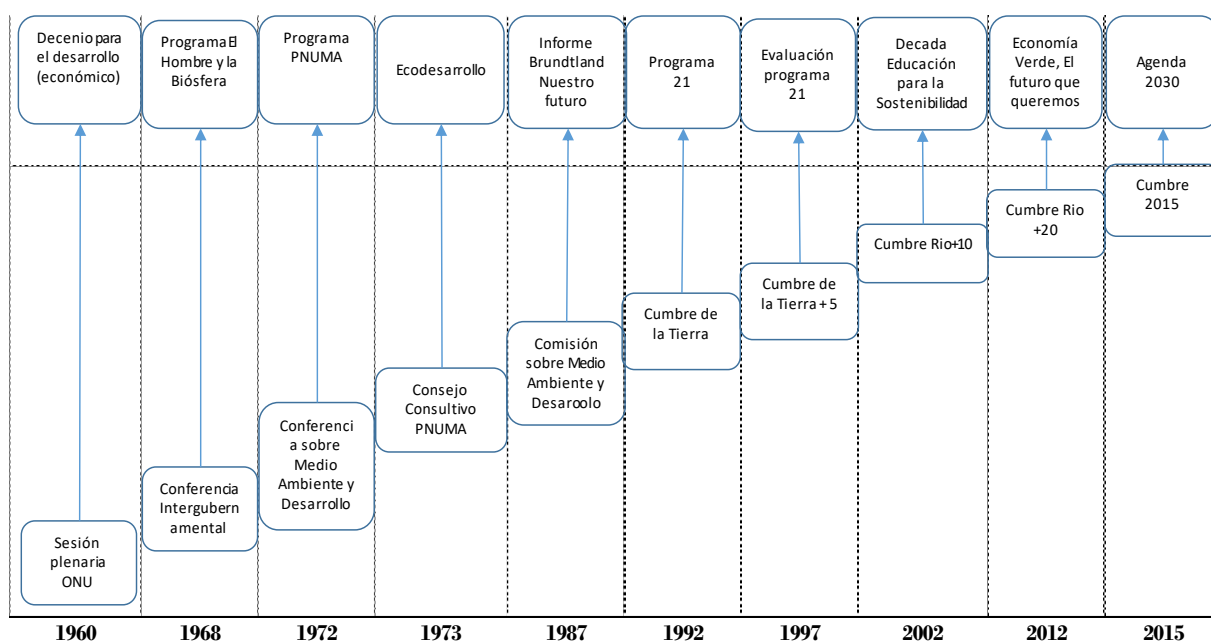 Decenio para
el desarrollo
(económico)
Programa El
Hombre y la
Biósfera
Programa
PNUMA
Ecodesarrollo
Informe
Brundtland
Nuestro
futuro
Programa
21
Evaluación
programa
21
Decada
Educación
para la
Sostenibilidad
Economía
Verde, El
futuro que
queremos
Agenda
2030
Sesión
plenaria
ONU
Conferencia
Intergubern
amental
Conferenci
a sobre
Medio
Ambiente y
Desarrollo
Consejo
Consultivo
PNUMA
Comisión
sobre Medio
Ambiente y
Desaroolo
Cumbre de
la Tierra
Cumbre de
la Tierra + 5
Cumbre Rio+10
Cumbre Rio
+20
Cumbre
2015
1960 1968 1972 1973 1987 1992 1997 2002 2012 2015